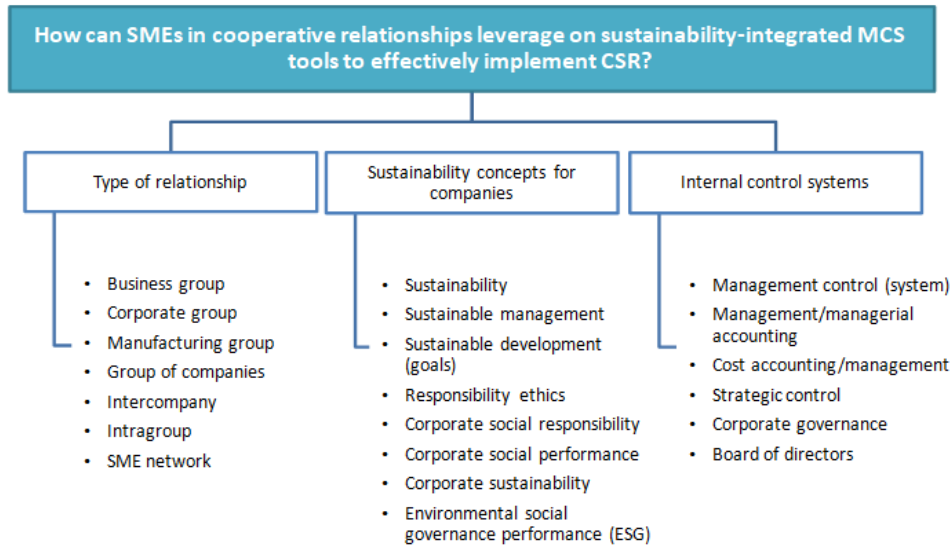 How can SMEs in cooperative relationships leverage on sustainability-integrated MCS
tools to effectively implement CSR?
Type of relationship
• Business group
• Corporate group
• Manufacturing group
• Group of companies
• Intercompany
• Intragroup
• SME network
Sustainability concepts for
companies
• Sustainability
• Sustainable management
• Sustainable development
(goals)
• Responsibility ethics
• Corporate social responsibility
• Corporate social performance
• Corporate sustainability
• Environmental social
governance performance (ESG)
Internal control systems
• Management control (system)
• Management/managerial
accounting
• Cost accounting/management
• Strategic control
• Corporate governance
• Board of directors